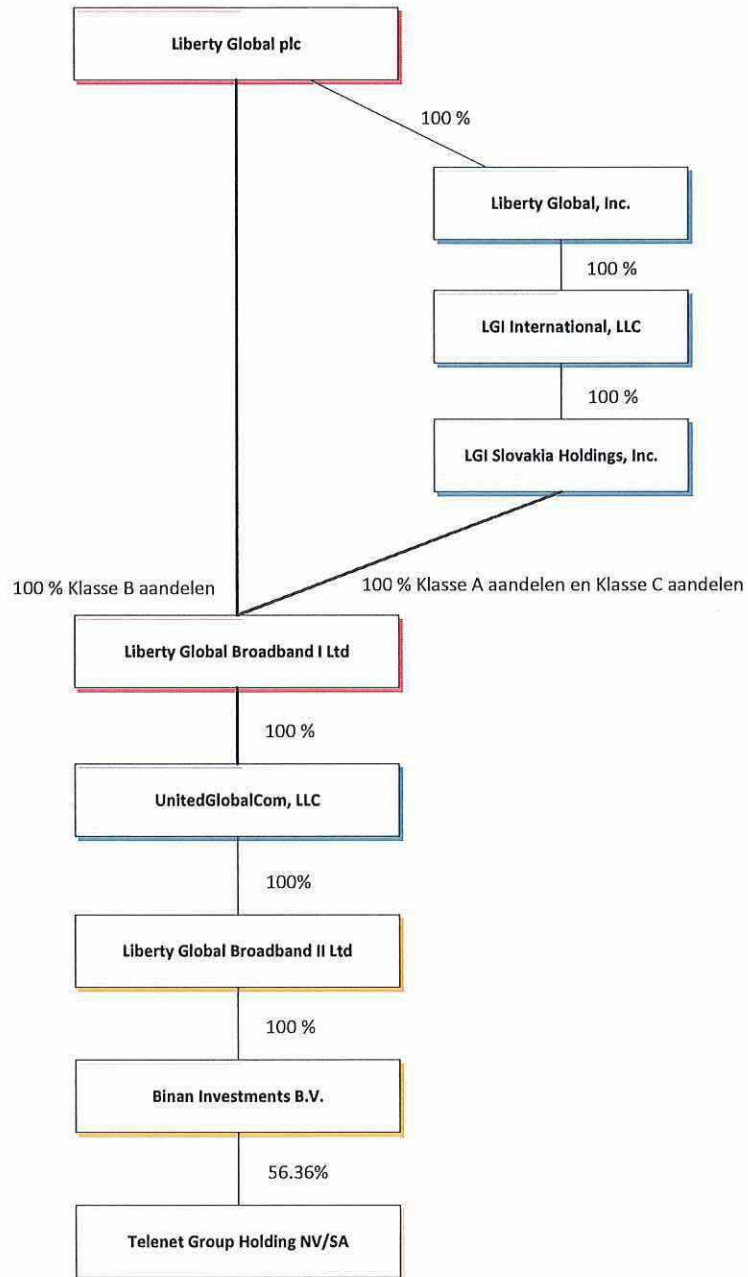 Liberty Global plc
100 %
Liberty Global, Inc.
100 %
LGI International, LLC
100 %
LGI Slovakia Holdings, Inc.
100 % Klasse B aandelen
100 % Klasse A aandelen en Klasse C aandelen
Liberty Global Broadband I Ltd
100 %
UnitedGlobalCom, LLC
100%
Liberty Global Broadband II Ltd
100 %
Binan Investments B.V.
56.36%
Telenet Group Holding NV/SA